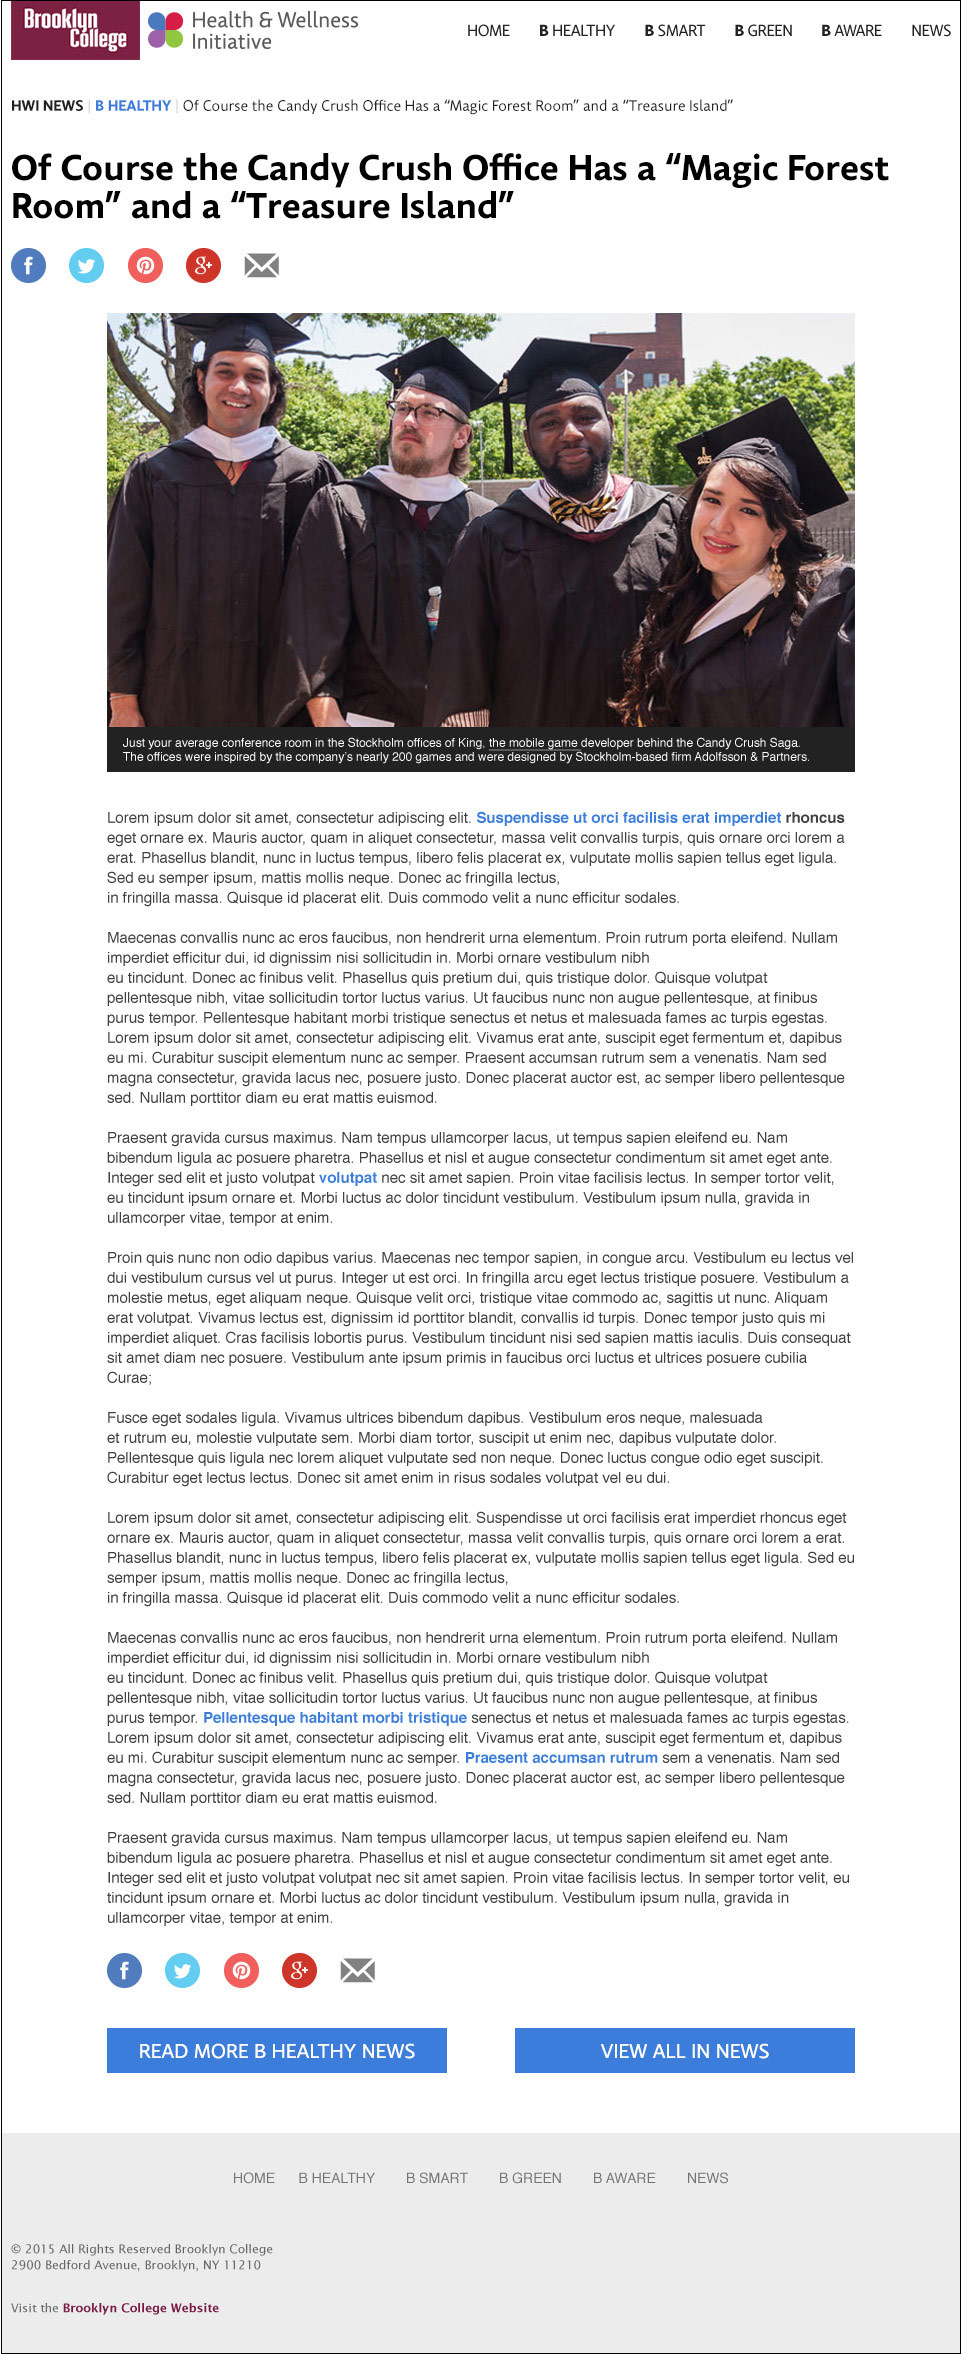 Brooklyn
College
Health & Wellness
Initiative
HOME B HEALTHY B SMART B GREEN B AWARE NEWS
HWI NEWS | B HEALTHY | Of Course the Candy Crush Office Has a “Magic Forest Room” and a “Treasure Island”
Of Course the Candy Crush Office Has a “Magic Forest
Room” and a “Treasure Island”
2015
Just your average conference room in the Stockholm offices of King, the mobile game developer behind the Candy Crush Saga.
The offices were inspired by the company’s nearly 200 games and were designed by Stockholm-based firm Adolfsson & Partners.
Lorem ipsum dolor sit amet, consectetur adipiscing elit. Suspendisse ut orci facilisis erat imperdiet rhoncus
eget ornare ex. Mauris auctor, quam in aliquet consectetur, massa velit convallis turpis, quis ornare orci lorem a
erat. Phasellus blandit, nunc in luctus tempus, libero felis placerat ex, vulputate mollis sapien tellus eget ligula.
Sed eu semper ipsum, mattis mollis neque. Donec ac fringilla lectus,
in fringilla massa. Quisque id placerat elit. Duis commodo velit a nunc efficitur sodales.
Maecenas convallis nunc ac eros faucibus, non hendrerit urna elementum. Proin rutrum porta eleifend. Nullam
imperdiet efficitur dui, id dignissim nisi sollicitudin in. Morbi ornare vestibulum nibh
eu tincidunt. Donec ac finibus velit. Phasellus quis pretium dui, quis tristique dolor. Quisque volutpat
pellentesque nibh, vitae sollicitudin tortor luctus varius. Ut faucibus nunc non augue pellentesque, at finibus
purus tempor. Pellentesque habitant morbi tristique senectus et netus et malesuada fames ac turpis egestas.
Lorem ipsum dolor sit amet, consectetur adipiscing elit. Vivamus erat ante, suscipit eget fermentum et, dapibus
eu mi. Curabitur suscipit elementum nunc ac semper. Praesent accumsan rutrum sem a venenatis. Nam sed
magna consectetur, gravida lacus nec, posuere justo. Donec placerat auctor est, ac semper libero pellentesque
sed. Nullam porttitor diam eu erat mattis euismod.
Praesent gravida cursus maximus. Nam tempus ullamcorper lacus, ut tempus sapien eleifend eu. Nam
bibendum ligula ac posuere pharetra. Phasellus et nisl et augue consectetur condimentum sit amet eget ante.
Integer sed elit et justo volutpat volutpat nec sit amet sapien. Proin vitae facilisis lectus. In semper tortor velit,
eu tincidunt ipsum ornare et. Morbi luctus ac dolor tincidunt vestibulum. Vestibulum ipsum nulla, gravida in
ullamcorper vitae, tempor at enim.
Proin quis nunc non odio dapibus varius. Maecenas nec tempor sapien, in congue arcu. Vestibulum eu lectus vel
dui vestibulum cursus vel ut purus. Integer ut est orci. In fringilla arcu eget lectus tristique posuere. Vestibulum a
molestie metus, eget aliquam neque. Quisque velit orci, tristique vitae commodo ac, sagittis ut nunc. Aliquam
erat volutpat. Vivamus lectus est, dignissim id porttitor blandit, convallis id turpis. Donec tempor justo quis mi
imperdiet aliquet. Cras facilisis lobortis purus. Vestibulum tincidunt nisi sed sapien mattis iaculis. Duis consequat
sit amet diam nec posuere. Vestibulum ante ipsum primis in faucibus orci luctus et ultrices posuere cubilia
Curae;
Fusce eget sodales ligula. Vivamus ultrices bibendum dapibus. Vestibulum eros neque, malesuada
et rutrum eu, molestie vulputate sem. Morbi diam tortor, suscipit ut enim nec, dapibus vulputate dolor.
Pellentesque quis ligula nec lorem aliquet vulputate sed non neque. Donec luctus congue odio eget suscipit.
Curabitur eget lectus lectus. Donec sit amet enim in risus sodales volutpat vel eu dui.
Lorem ipsum dolor sit amet, consectetur adipiscing elit. Suspendisse ut orci facilisis erat imperdiet rhoncus eget
ornare ex. Mauris auctor, quam in aliquet consectetur, massa velit convallis turpis, quis ornare orci lorem a erat.
Phasellus blandit, nunc in luctus tempus, libero felis placerat ex, vulputate mollis sapien tellus eget ligula. Sed eu
semper ipsum, mattis mollis neque. Donec ac fringilla lectus,
in fringilla massa. Quisque id placerat elit. Duis commodo velit a nunc efficitur sodales.
Maecenas convallis nunc ac eros faucibus, non hendrerit urna elementum. Proin rutrum porta eleifend. Nullam
imperdiet efficitur dui, id dignissim nisi sollicitudin in. Morbi ornare vestibulum nibh
eu tincidunt. Donec ac finibus velit. Phasellus quis pretium dui, quis tristique dolor. Quisque volutpat
pellentesque nibh, vitae sollicitudin tortor luctus varius. Ut faucibus nunc non augue pellentesque, at finibus
purus tempor. Pellentesque habitant morbi tristique senectus et netus et malesuada fames ac turpis egestas.
Lorem ipsum dolor sit amet, consectetur adipiscing elit. Vivamus erat ante, suscipit eget fermentum et, dapibus
eu mi. Curabitur suscipit elementum nunc ac semper. Praesent accumsan rutrum sem a venenatis. Nam sed
magna consectetur, gravida lacus nec, posuere justo. Donec placerat auctor est, ac semper libero pellentesque
sed. Nullam porttitor diam eu erat mattis euismod.
Praesent gravida cursus maximus. Nam tempus ullamcorper lacus, ut tempus sapien eleifend eu. Nam
bibendum ligula ac posuere pharetra. Phasellus et nisl et augue consectetur condimentum sit amet eget ante.
Integer sed elit et justo volutpat volutpat nec sit amet sapien. Proin vitae facilisis lectus. In semper tortor velit, eu
tincidunt ipsum ornare et. Morbi luctus ac dolor tincidunt vestibulum. Vestibulum ipsum nulla, gravida in
ullamcorper vitae, tempor at enim.
READ MORE B HEALTHY NEWS
VIEW ALL IN NEWS
HOME B HEALTHY B SMART B GREEN B AWARE NEWS
© 2015 All Rights Reserved Brooklyn College
2900 Bedford Avenue, Brooklyn, NY 11210
Visit the Brooklyn College Website